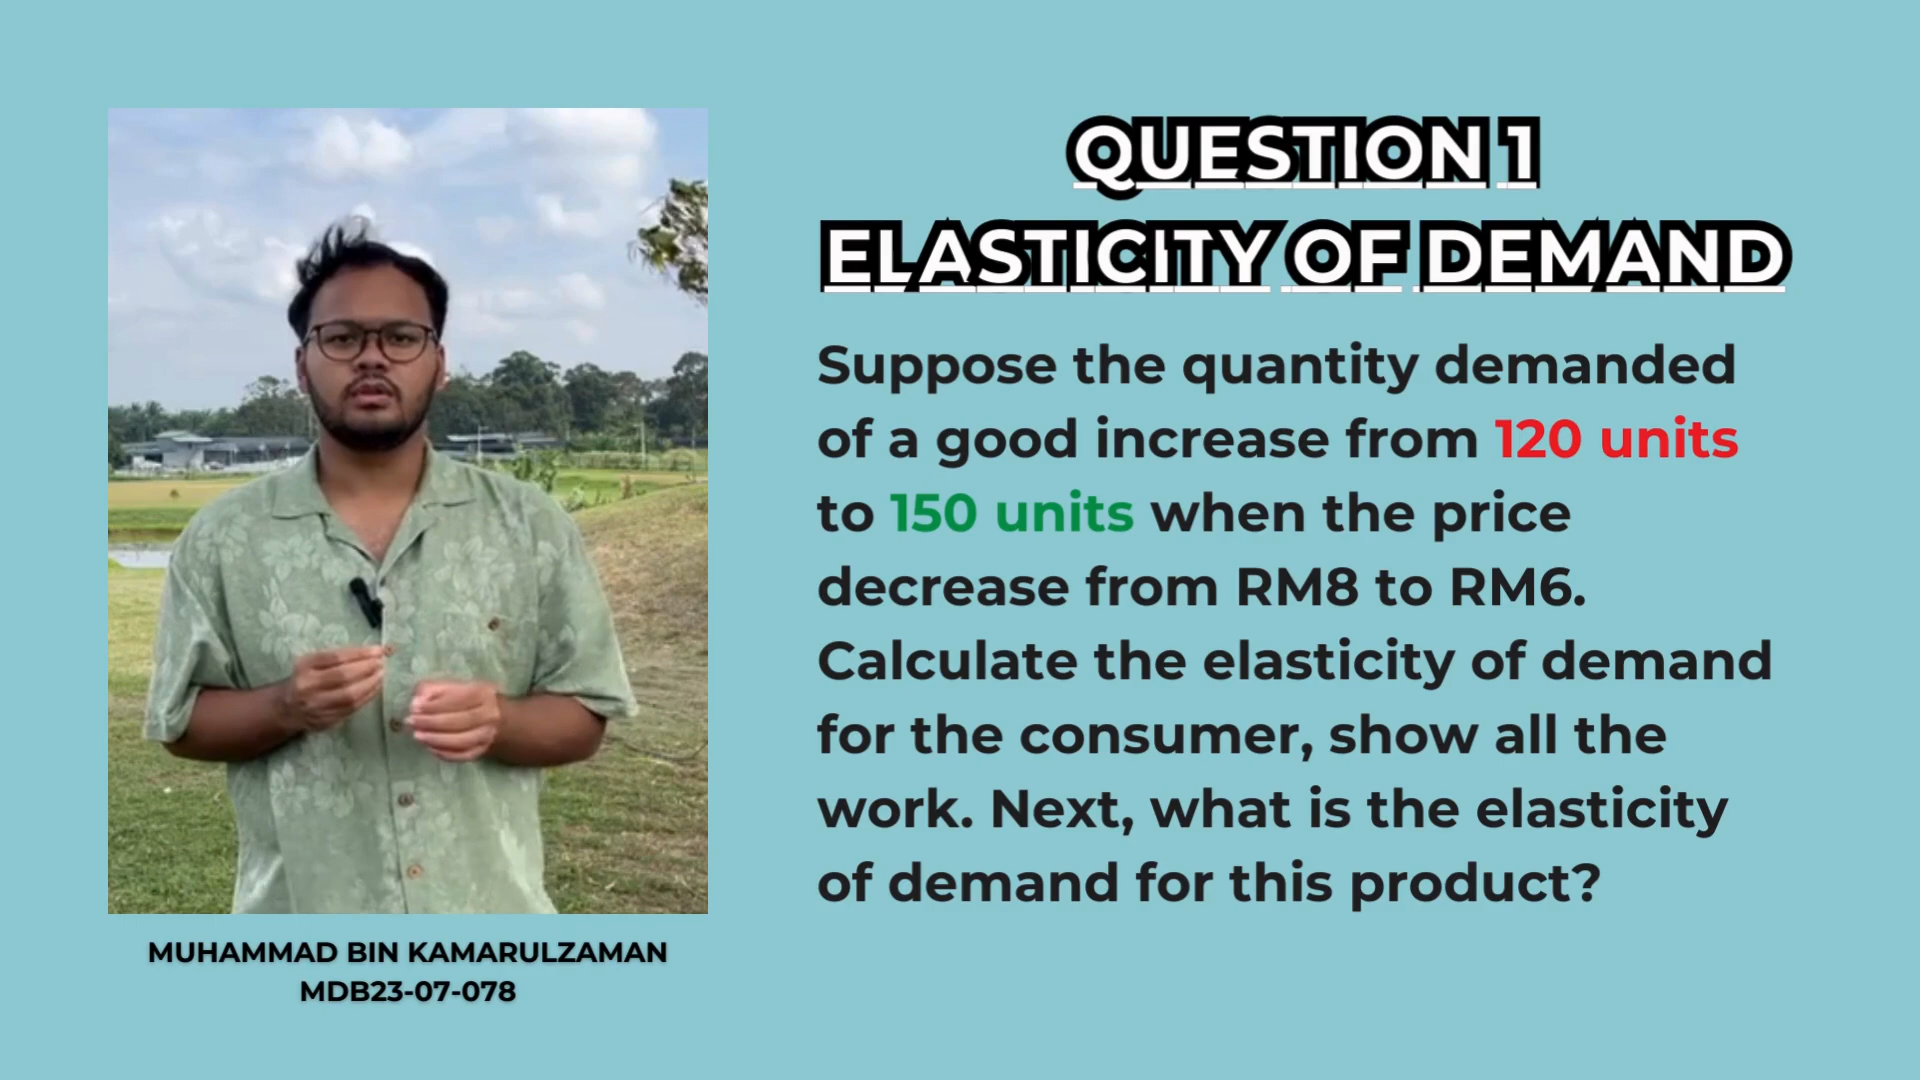 QUESTION 1
ELASTICITY OF DEMAND
Suppose the quantity demanded
of a good increase from 120 units
to 150 units when the price
decrease from RM8 to RM6.
Calculate the elasticity of demand
for the consumer, show all the
work. Next, what is the elasticity
of demand for this product?
MUHAMMAD BIN KAMARULZAMAN
MDB23-07-078